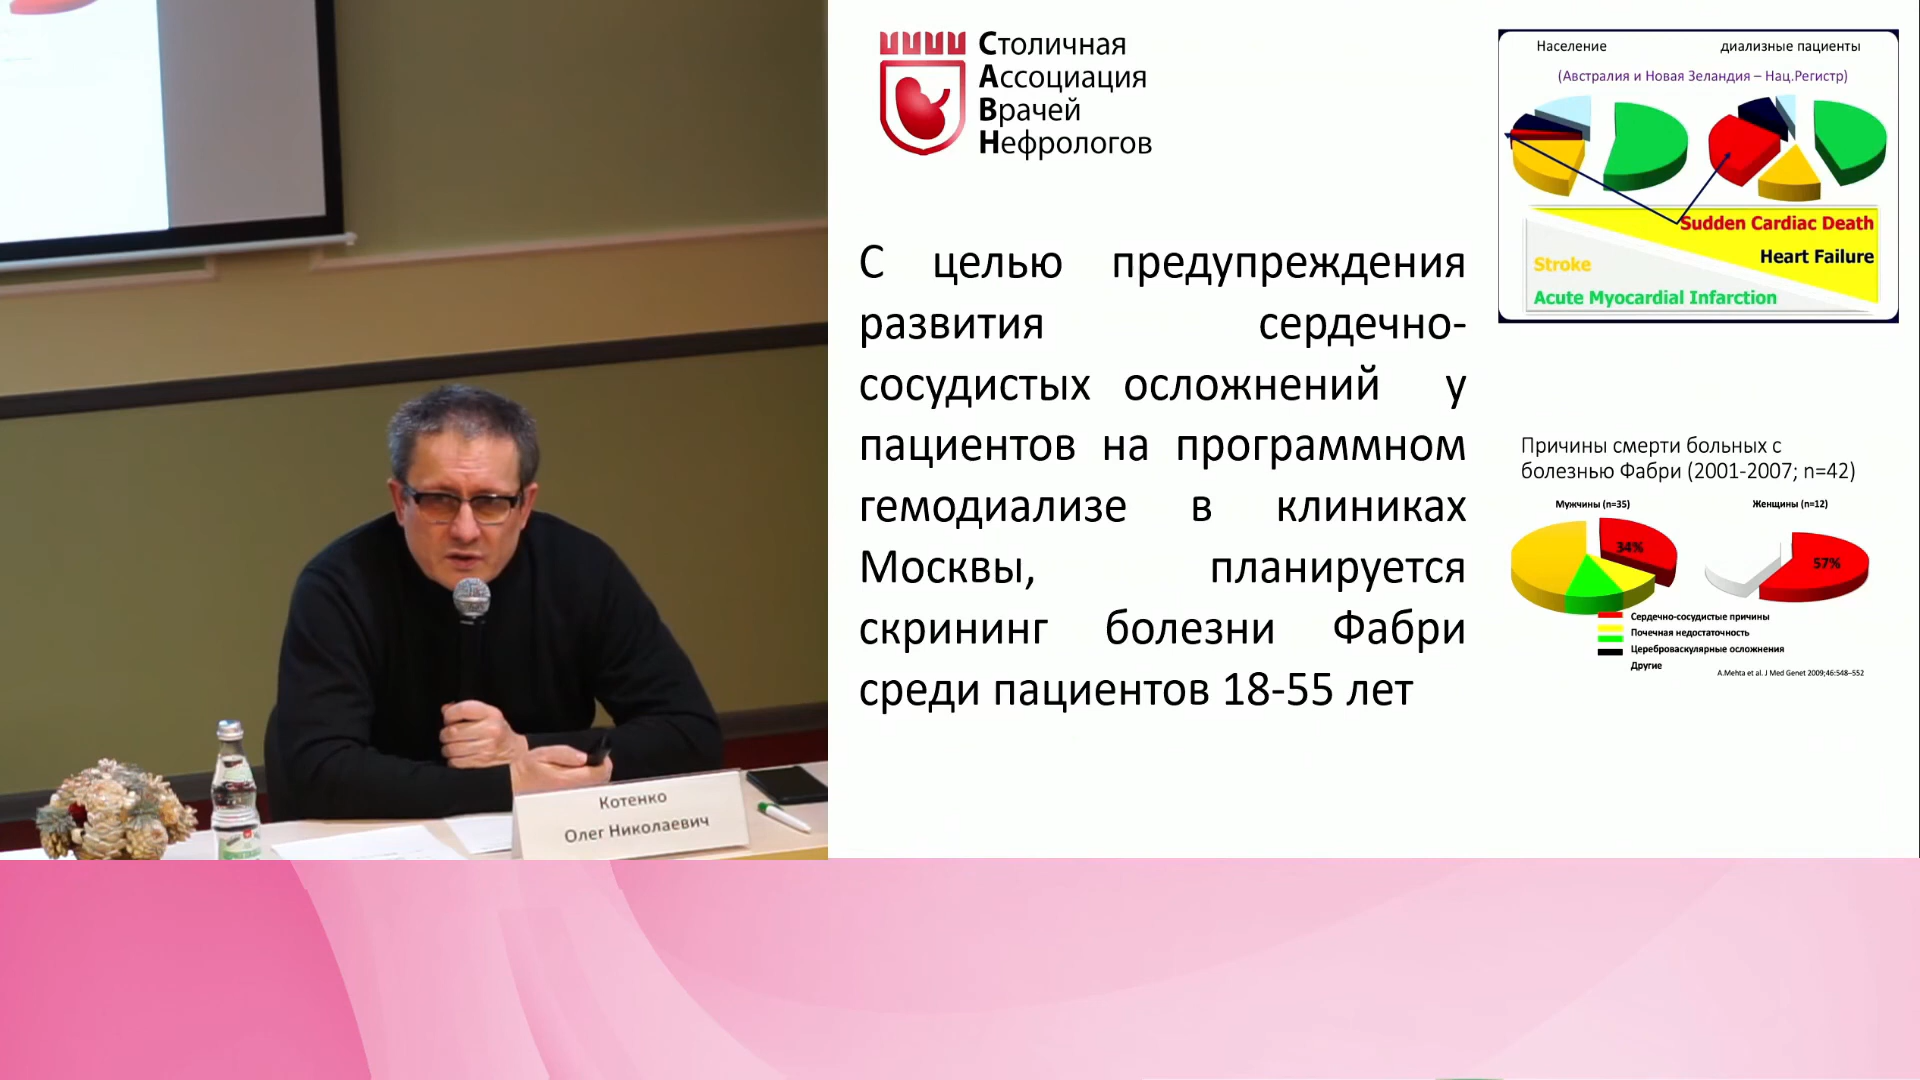 Столичная
Ассоциация
Врачей
Нефрологов
С целью предупреждения
развития сердечно-
сосудистых осложнений у
пациентов на программном
гемодиализе в клиниках
Москвы, планируется
скрининг болезни Фабри
среди пациентов 18-55 лет
Население диализные пациенты
(Австралия и Новая Зеландия – Нац.Регистр)
Sudden Cardiac Death
Heart Failure
Stroke
Acute Myocardial Infarction
Причины смерти больных с
болезнью Фабри (2001-2007; n=42)
Мужчины (n=35) Женщины (n=12)
34%
57%
Сердечно-сосудистые причины
Почечная недостаточность
Цереброваскулярные осложнения
Другие
A.Mehta et al. J Med Genet 2009;46:548–552
Котенко
Олег Николаевич